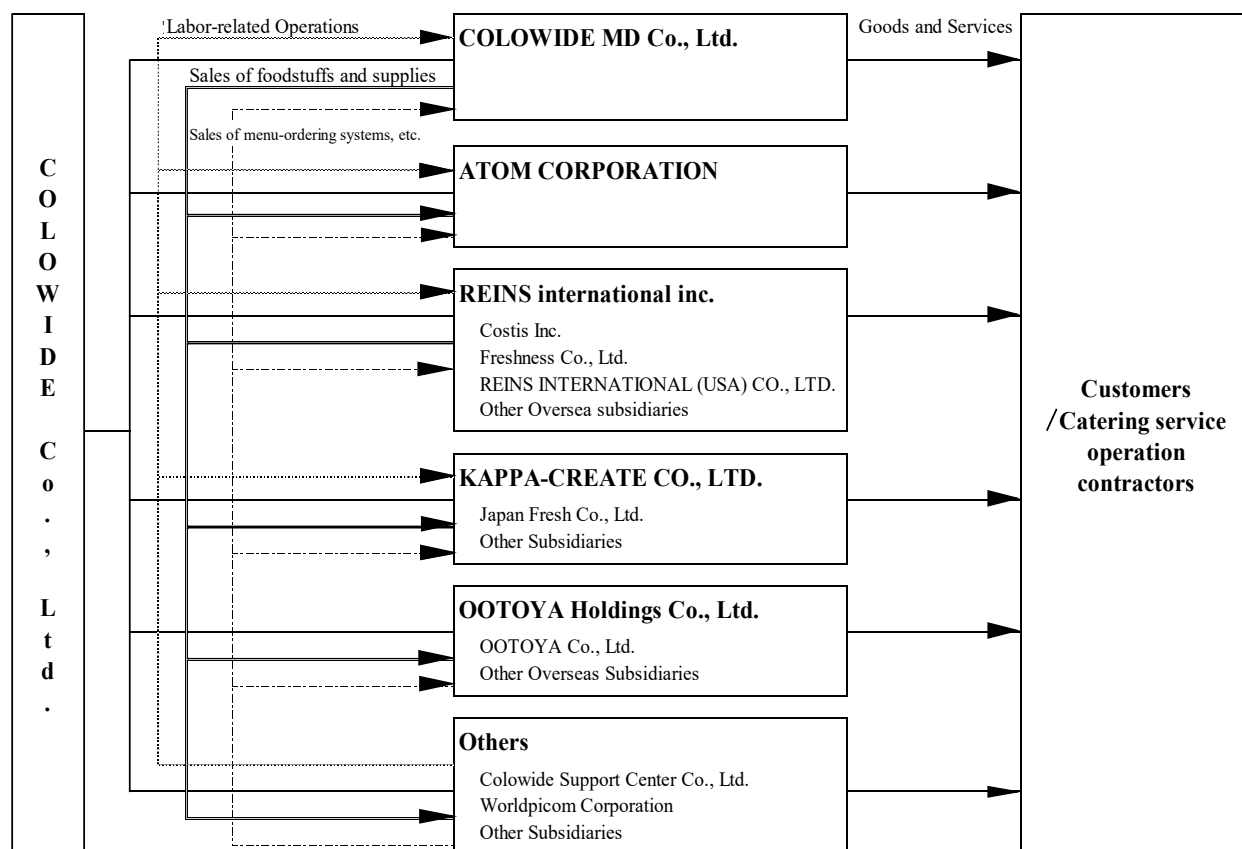 Labor-related Operations
COLOWIDE MD Co., Ltd.
Goods and Services
Sales of foodstuffs and supplies
Sales of menu-ordering systems, etc.
COLOWIDE Co., Ltd.
ATOM CORPORATION
REINS international inc.
Costis Inc.
Freshness Co., Ltd.
REINS INTERNATIONAL (USA) CO., LTD.
Other Oversea subsidiaries
KAPPA-CREATE CO., LTD.
Japan Fresh Co., Ltd.
Other Subsidiaries
OOTOYA Holdings Co., Ltd.
OOTOYA Co., Ltd.
Other Overseas Subsidiaries
Others
Colowide Support Center Co., Ltd.
Worldpicom Corporation
Other Subsidiaries
Customers
/Catering service
operation
contractors